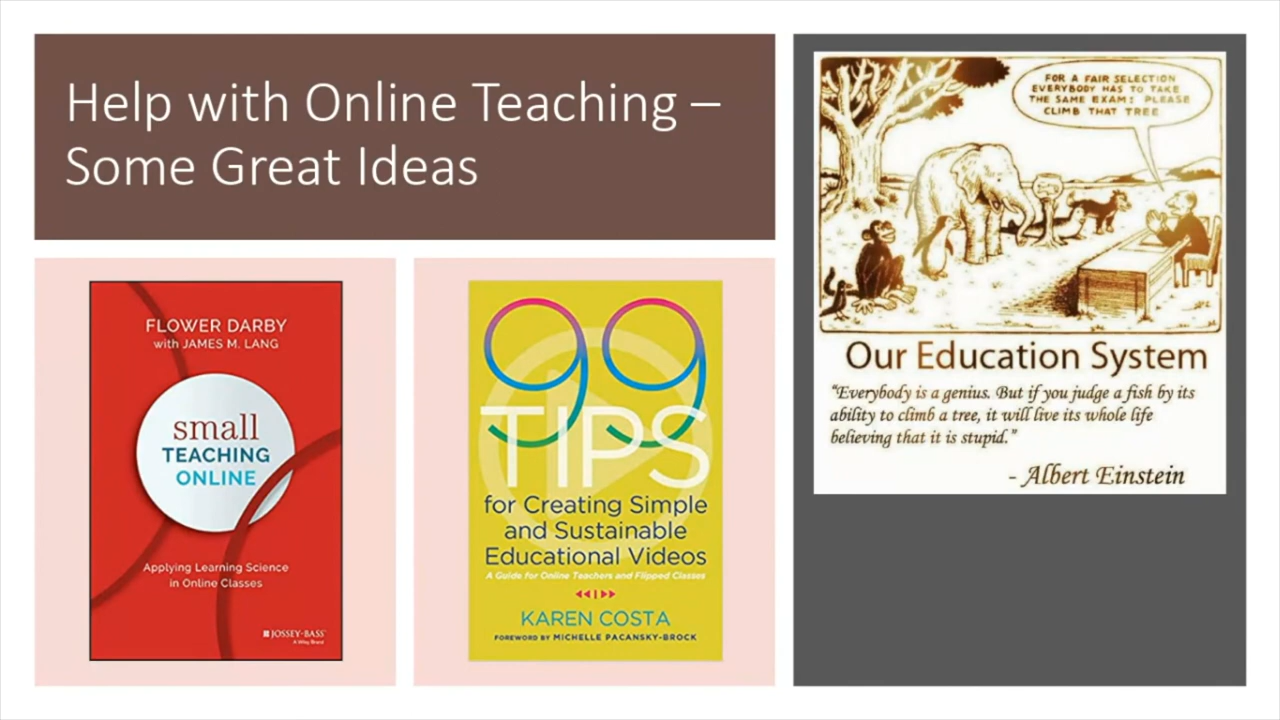 Help with Online Teaching –
Some Great Ideas
FLOWER DARBY
with JAMES M. LANG
small
TEACHING
ONLINE
Applying Learning Science
in Online Classes
JOSSEY-BASS
A Wiley Brand
99
TIPS
for Creating Simple
and Sustainable
Educational Videos
A Guide for Online Teachers and Flipped Classes
KAREN COSTA
FOREWORD BY MICHELLE PACANSKY-BROCK
FOR A FAIR SELECTION
EVERYBODY HAS TO TAKE
THE SAME EXAM: PLEASE
CLIMB THAT TREE
Our Education System
"Everybody is a genius. But if you judge a fish by its
ability to climb a tree, it will live its whole life
believing that it is stupid."
- Albert Einstein